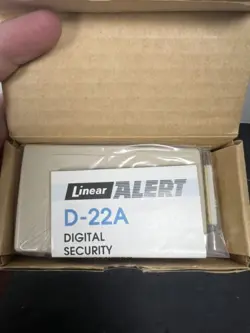 Linear ALERT
D-22A
DIGITAL
SECURITY